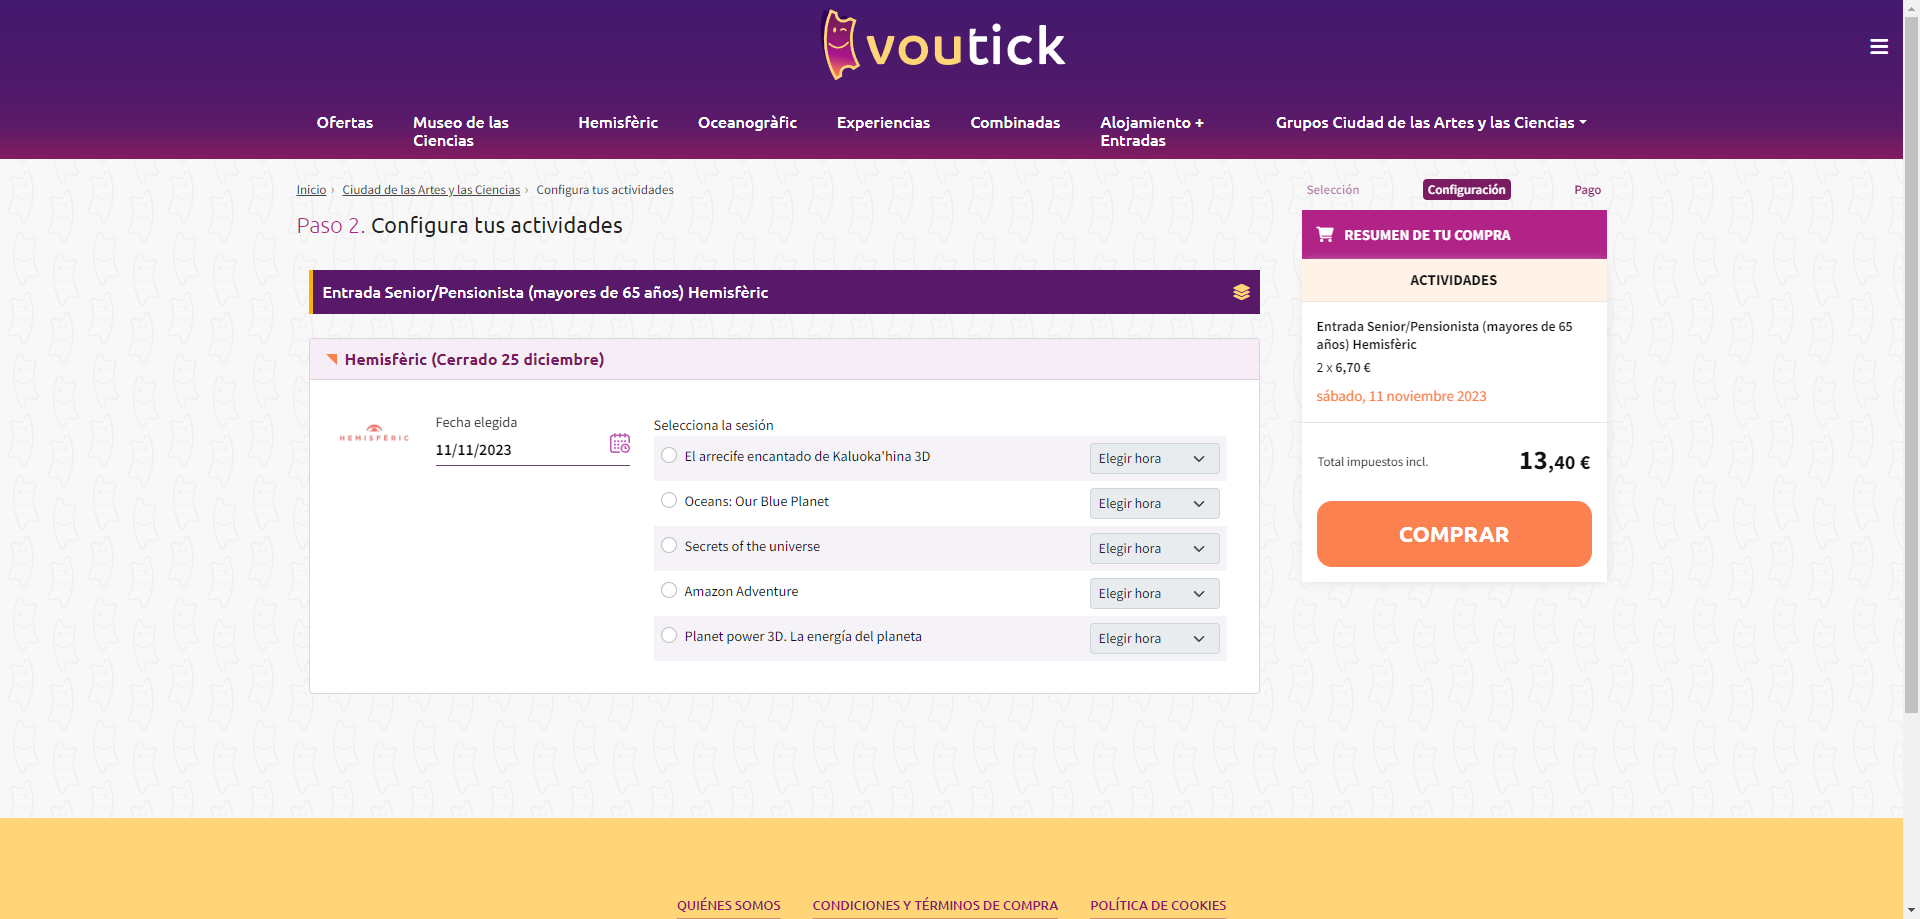 voutick
Ofertas
Museo de las
Ciencias
Hemisfèric
Oceanogràfic
Experiencias
Combinadas
Alojamiento +
Entradas
Grupos Ciudad de las Artes y las Ciencias
Inicio › Ciudad de las Artes y las Ciencias › Configura tus actividades
Paso 2. Configura tus actividades
Entrada Senior/Pensionista (mayores de 65 años) Hemisfèric
Hemisfèric (Cerrado 25 diciembre)
HEMISFÈRIC
Fecha elegida
11/11/2023
Selecciona la sesión
El arrecife encantado de Kaluoka'hina 3D Elegir hora
Oceans: Our Blue Planet Elegir hora
Secrets of the universe Elegir hora
Amazon Adventure Elegir hora
Planet power 3D. La energía del planeta Elegir hora
Selección Configuración Pago
RESUMEN DE TU COMPRA
ACTIVIDADES
Entrada Senior/Pensionista (mayores de 65
años) Hemisfèric
2 x 6,70 €
sábado, 11 noviembre 2023
Total impuestos incl. 13,40 €
COMPRAR
QUIÉNES SOMOS CONDICIONES Y TÉRMINOS DE COMPRA POLÍTICA DE COOKIES